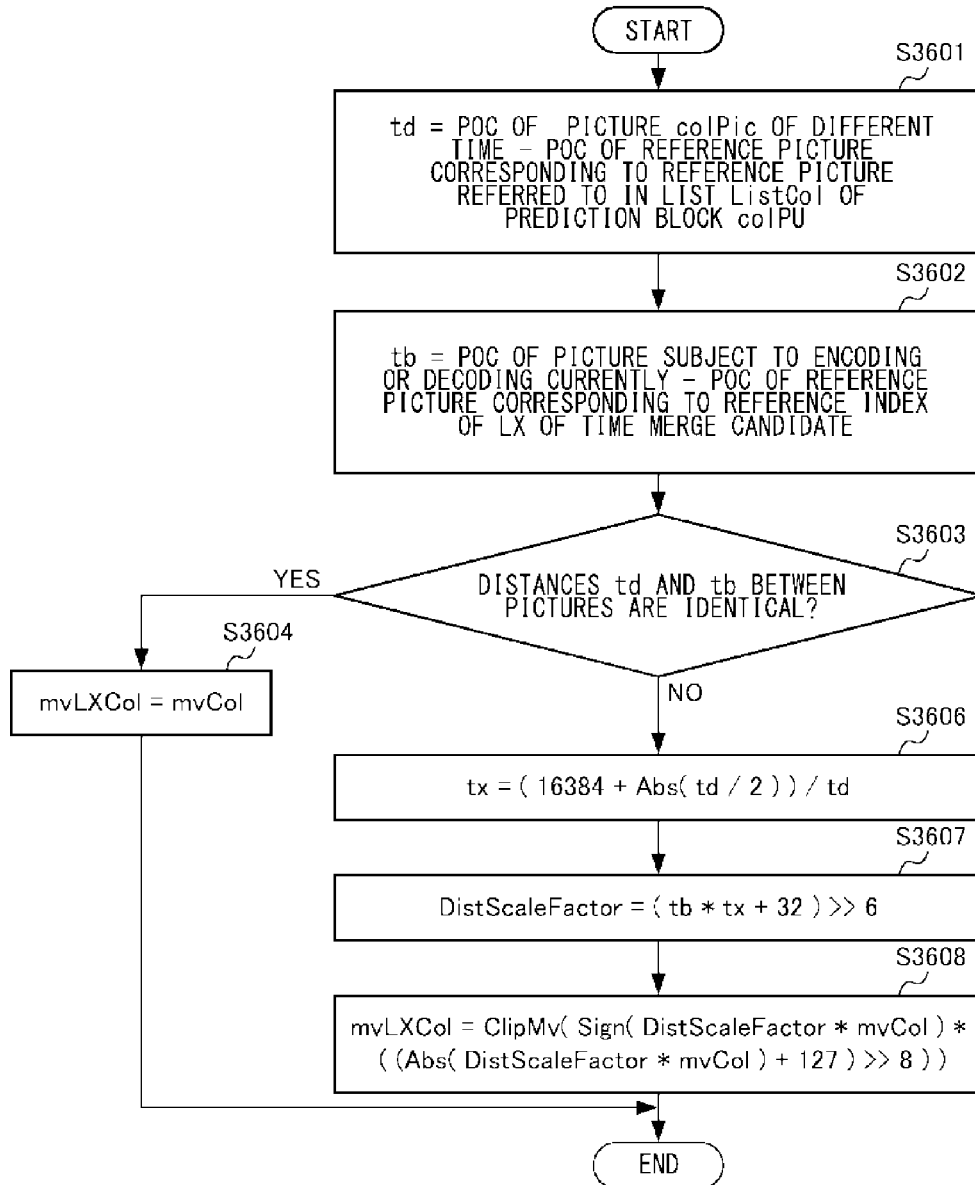 START
S3601
td = POC OF PICTURE colPic OF DIFFERENT
TIME - POC OF REFERENCE PICTURE
CORRESPONDING TO REFERENCE PICTURE
REFERRED TO IN LIST ListCol OF
PREDICTION BLOCK colPU
S3602
tb = POC OF PICTURE SUBJECT TO ENCODING
OR DECODING CURRENTLY - POC OF REFERENCE
PICTURE CORRESPONDING TO REFERENCE INDEX
OF LX OF TIME MERGE CANDIDATE
S3603
DISTANCES td AND tb BETWEEN
PICTURES ARE IDENTICAL?
YES
S3604
mvLXCol = mvCol
NO
S3606
tx = ( 16384 + Abs( td / 2 ) ) / td
S3607
DistScaleFactor = ( tb * tx + 32 ) >> 6
S3608
mvLXCol = ClipMv( Sign( DistScaleFactor * mvCol ) *
( (Abs( DistScaleFactor * mvCol ) + 127 ) >> 8 ) )
END